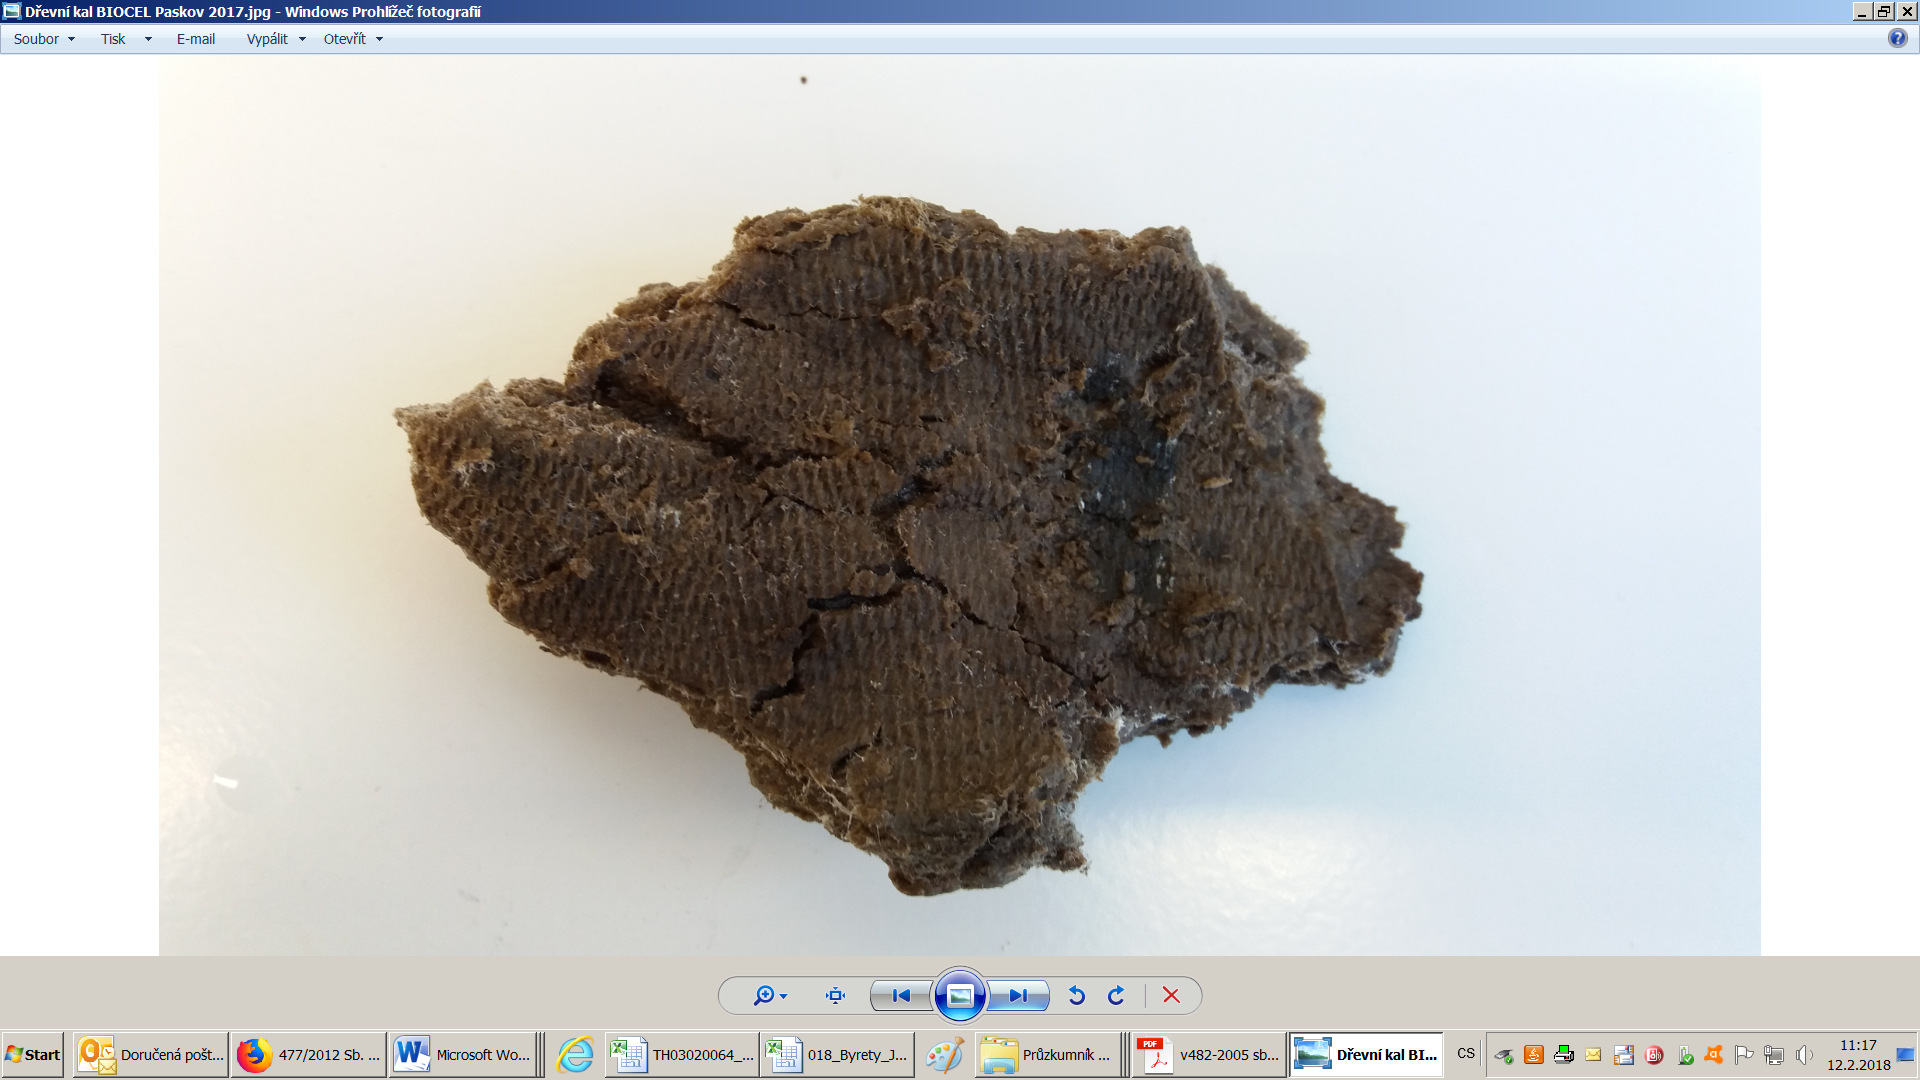 Dřevní kal BIOCEL Paskov 2017.jpg - Windows Prohlížeč fotografií
Soubor Tisk E-mail Vypálit Otevřít
Start Doručená pošt... 477/2012 Sb. ... Microsoft Wo... TH03020064_... 018_Byrety_J... Průzkumník ... PDF v482-2005 sb... Dřevní kal BI... CS 11:17
12.2.2018